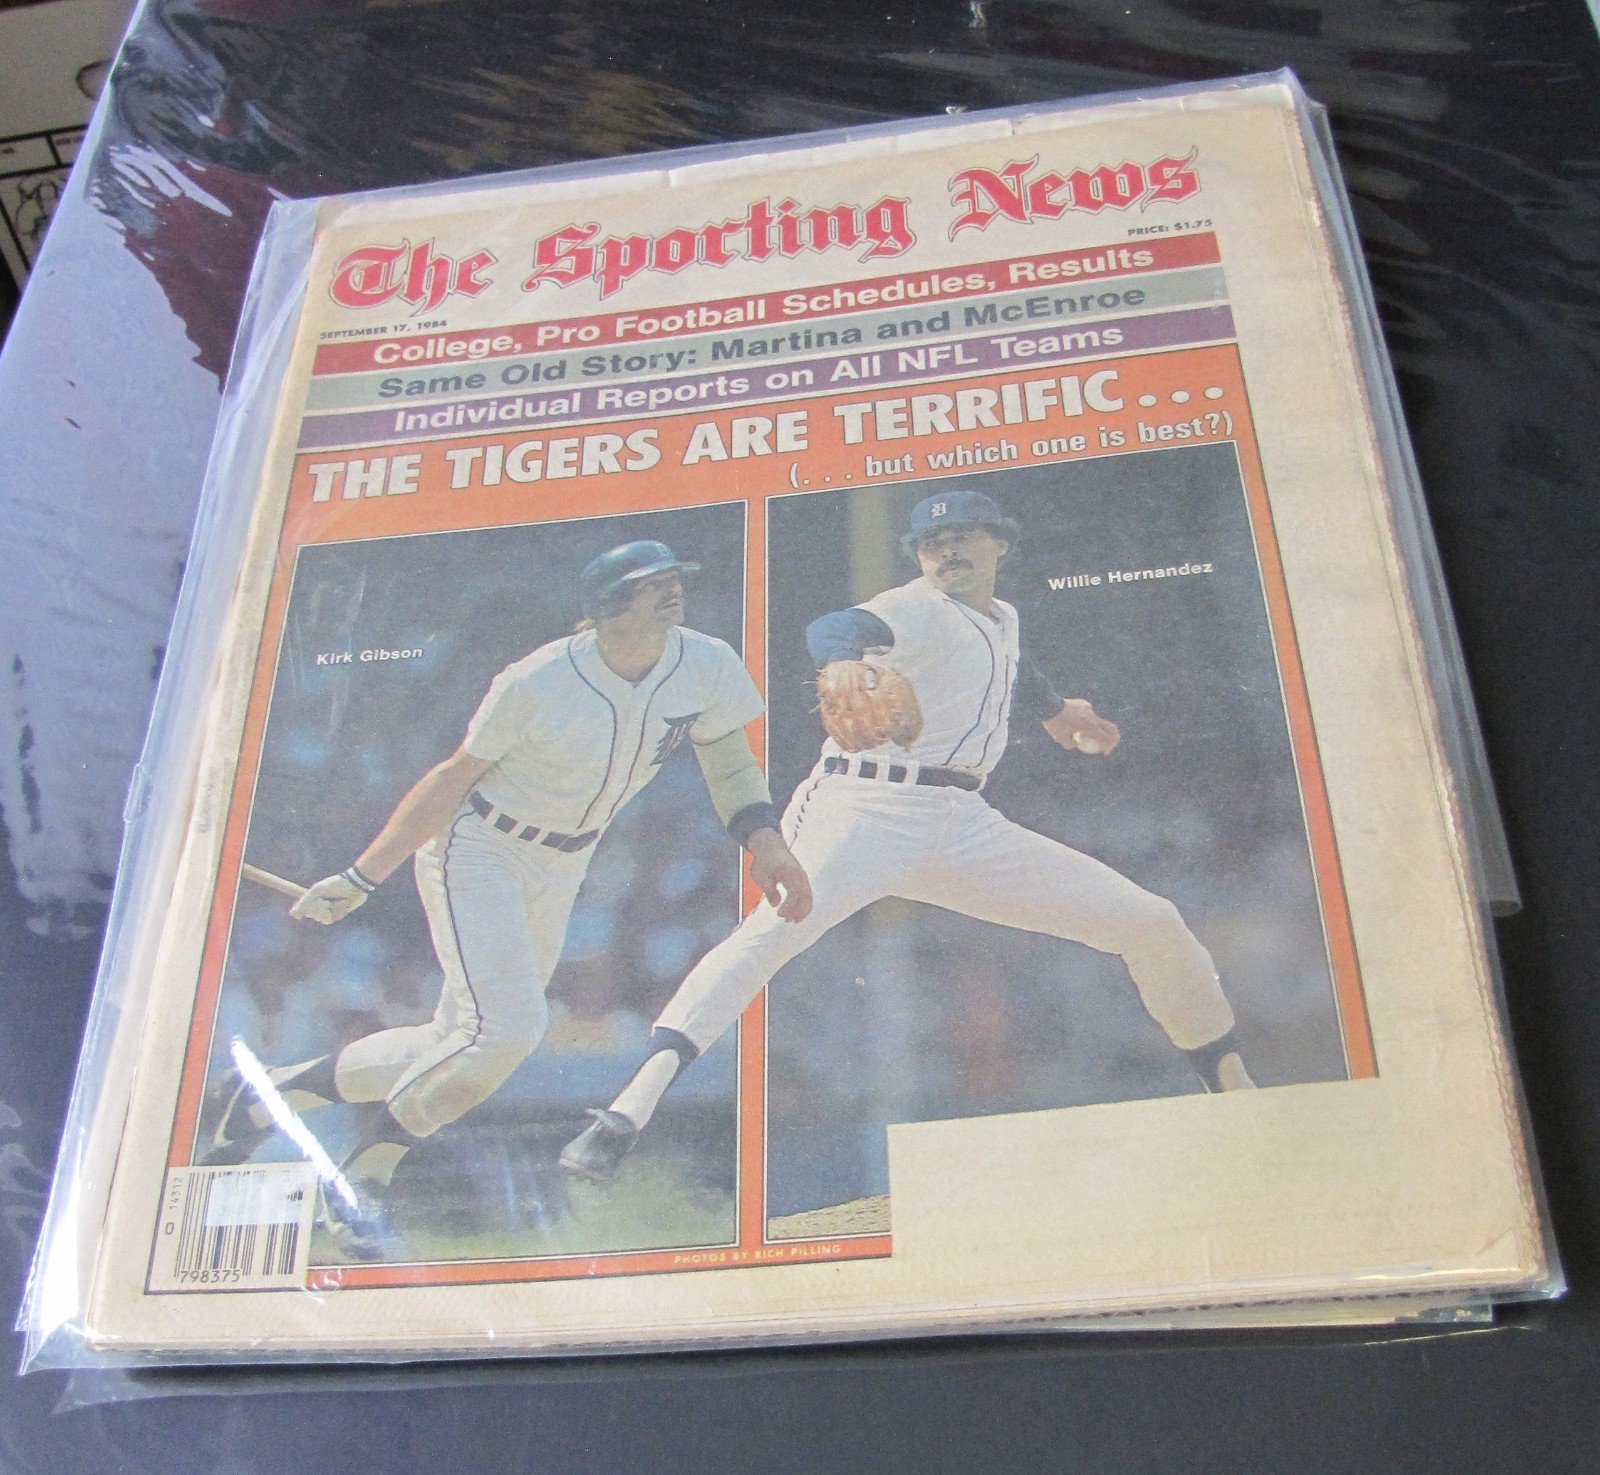 The Sporting News
PRICE: $1.75
SEPTEMBER 17, 1984
College, Pro Football Schedules, Results
Same Old Story: Martina and McEnroe
Individual Reports on All NFL Teams
THE TIGERS ARE TERRIFIC...
(... but which one is best?)
D
Willie Hernandez
Kirk Gibson
D
0 14312
798375
PHOTOS BY RICH PILLING